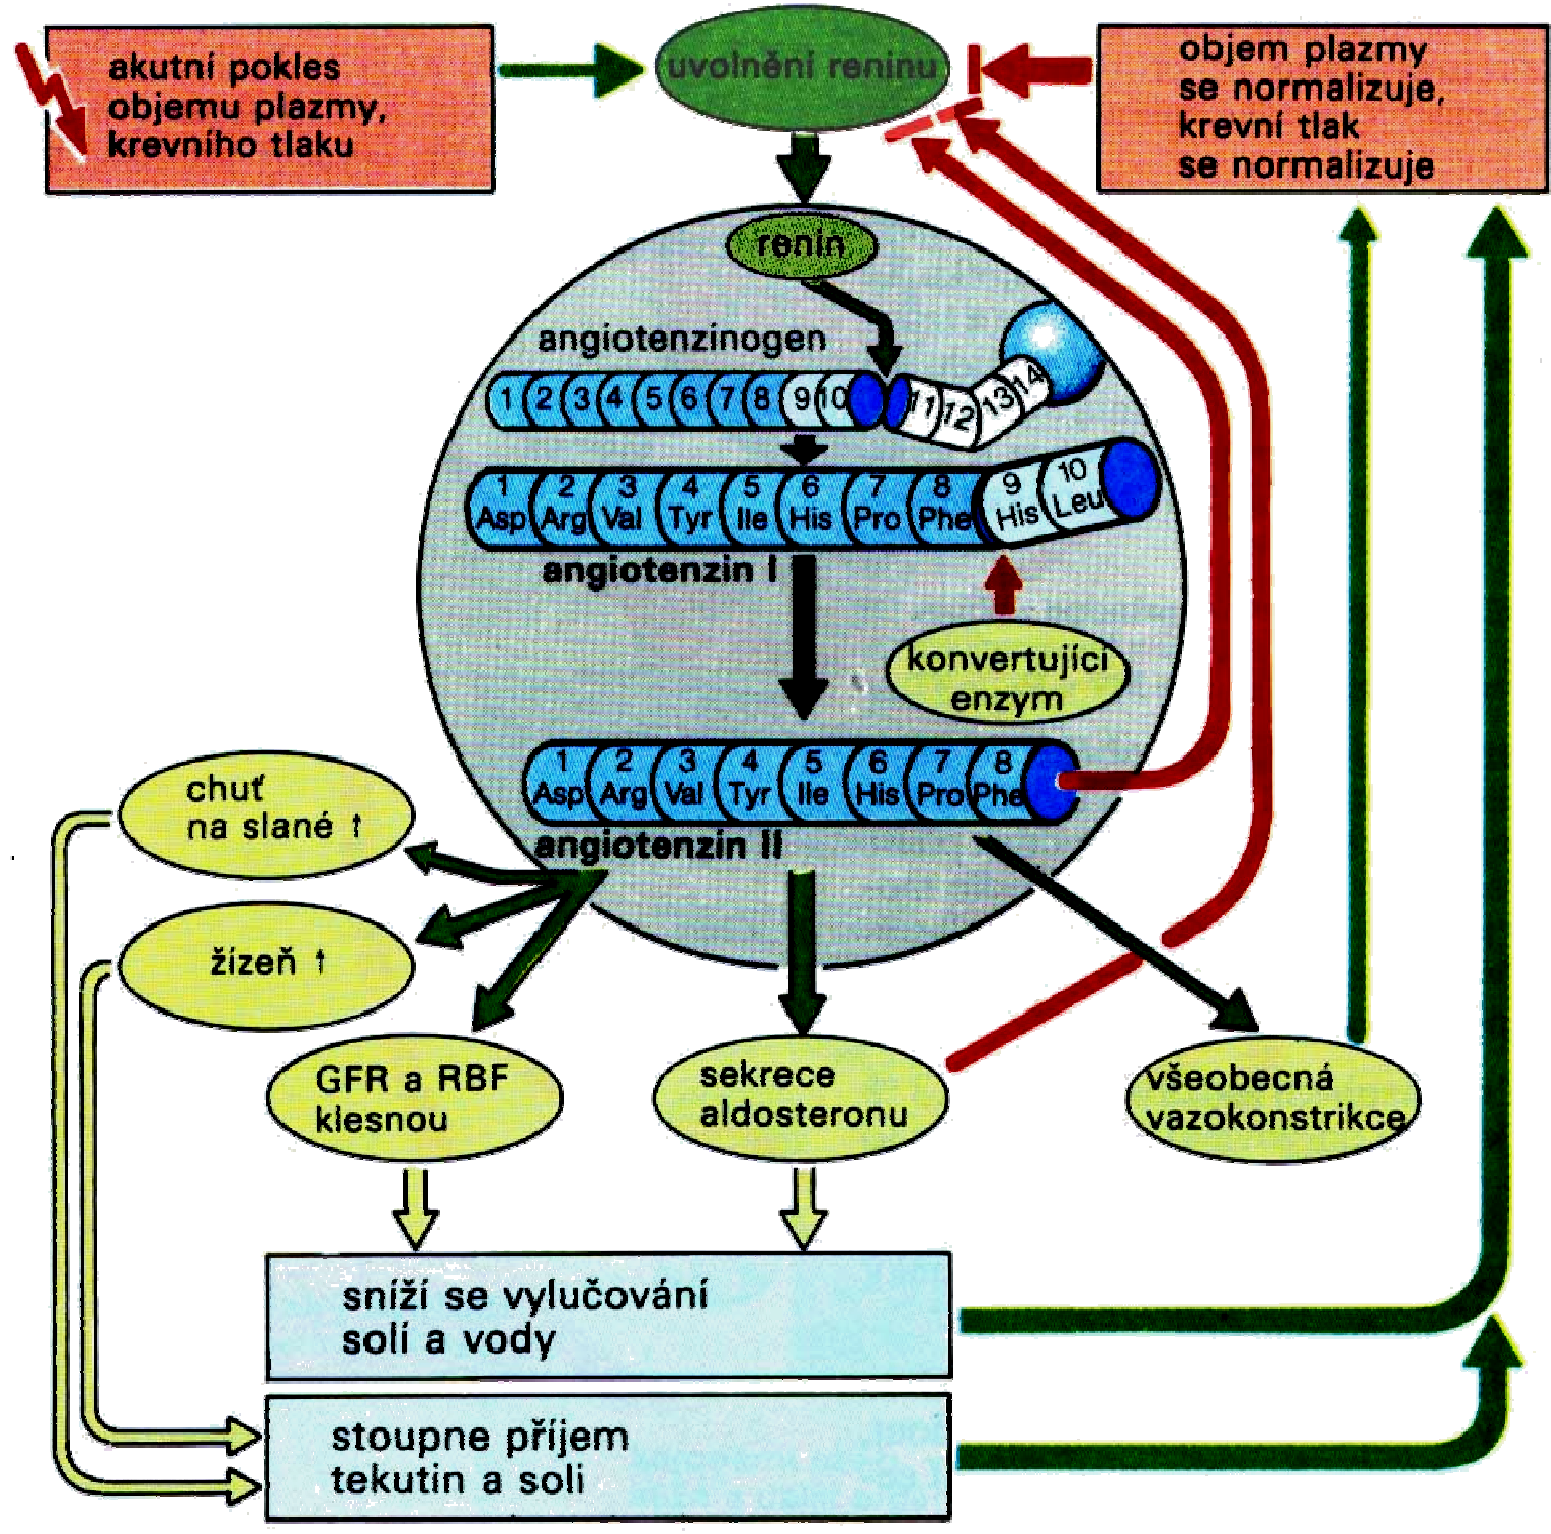 akutní pokles
objemu plazmy,
krevního tlaku
uvolnění reninu
objem plazmy
se normalizuje,
krevní tlak
se normalizuje
renin
angiotenzinogen
1 2 3 4 5 6 7 8 9 10 11 12 13 14
1 2 3 4 5 6 7 8 9 10
Asp Arg Val Tyr Ile His Pro Phe His Leu
angiotenzin I
konvertující
enzym
1 2 3 4 5 6 7 8
Asp Arg Val Tyr Ile His Pro Phe
angiotenzin II
chuť
na slané ↑
žízeň ↑
GFR a RBF
klesnou
sekrece
aldosteronu
všeobecná
vazokonstrikce
sníží se vylučování
solí a vody
stoupne příjem
tekutin a soli